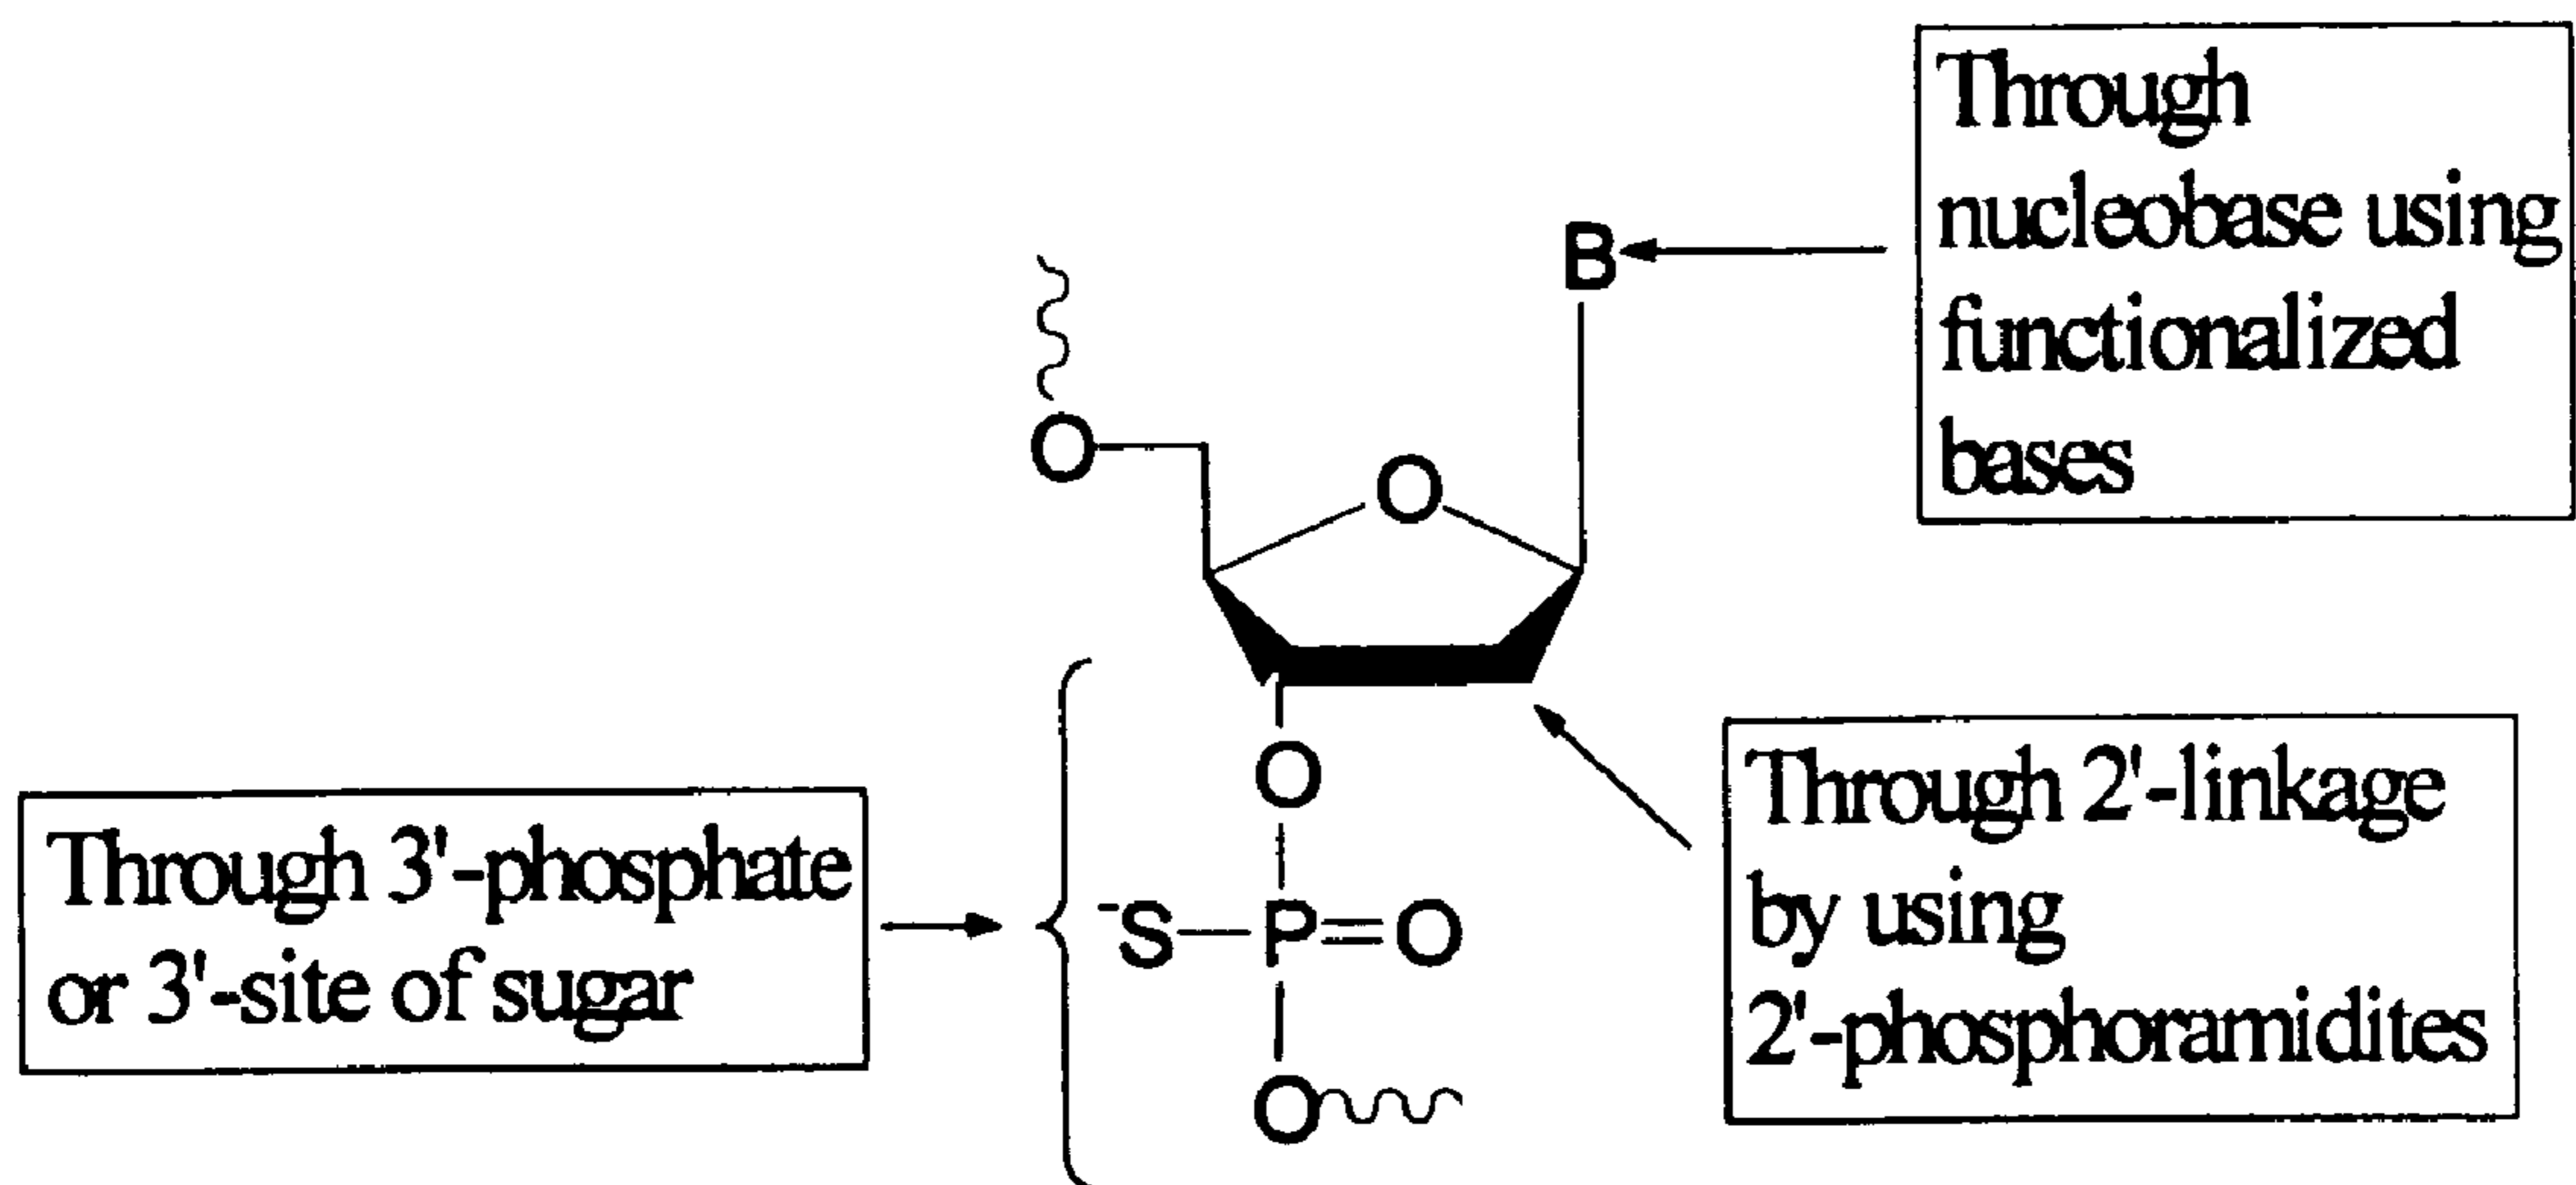 Through
nucleobase using
functionalized
bases
B
O
O
O
⁻S—P=O
O
Through 3'-phosphate
or 3'-site of sugar
Through 2'-linkage
by using
2'-phosphoramidites